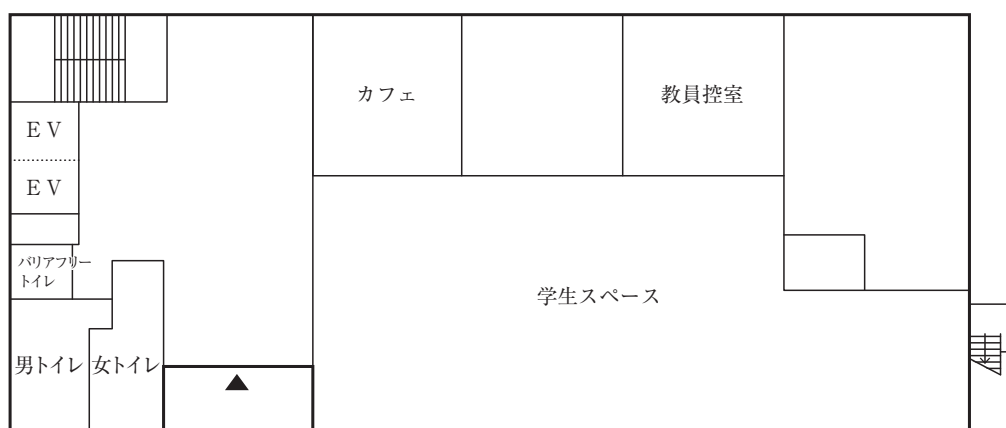 カフェ
教員控室
EV
EV
バリアフリー
トイレ
学生スペース
男トイレ
女トイレ